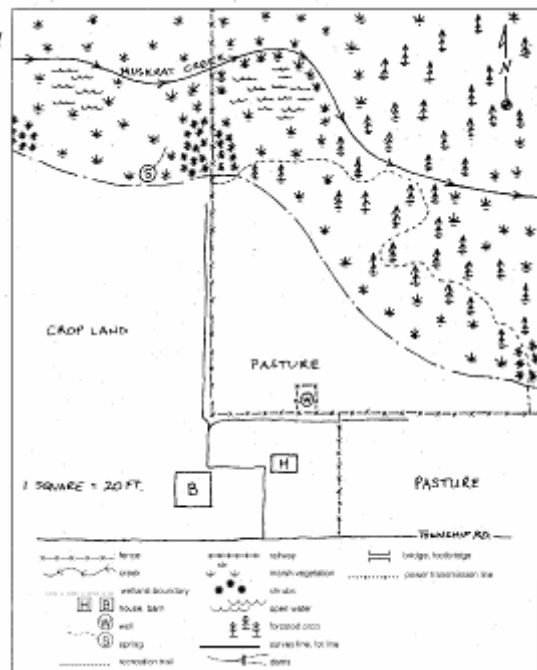 MUSKRAT CREEK
N
S
CROP LAND
PASTURE
W
H
1 SQUARE = 20 FT.
B
PASTURE
TOWNSHIP RD.
fence
railway
bridge, footbridge
creek
marsh vegetation
power transmission line
wetland boundary
shrubs
H B house, barn
open water
W well
forested area
S spring
survey line, lot line
recreation trail
dams